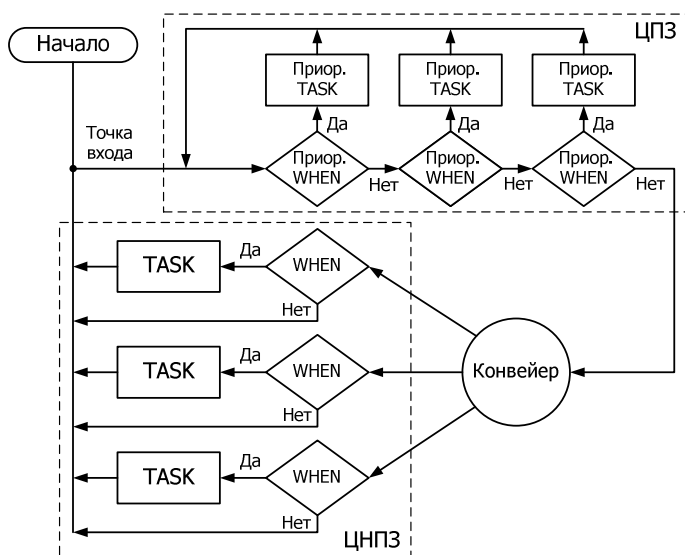 ЦПЗ
Начало
Приор.
TASK
Приор.
TASK
Приор.
TASK
Да
Да
Да
Точка
входа
Приор.
WHEN
Нет
Приор.
WHEN
Нет
Приор.
WHEN
Нет
TASK
Да
WHEN
Нет
TASK
Да
WHEN
Нет
Конвейер
TASK
Да
WHEN
Нет
ЦНПЗ